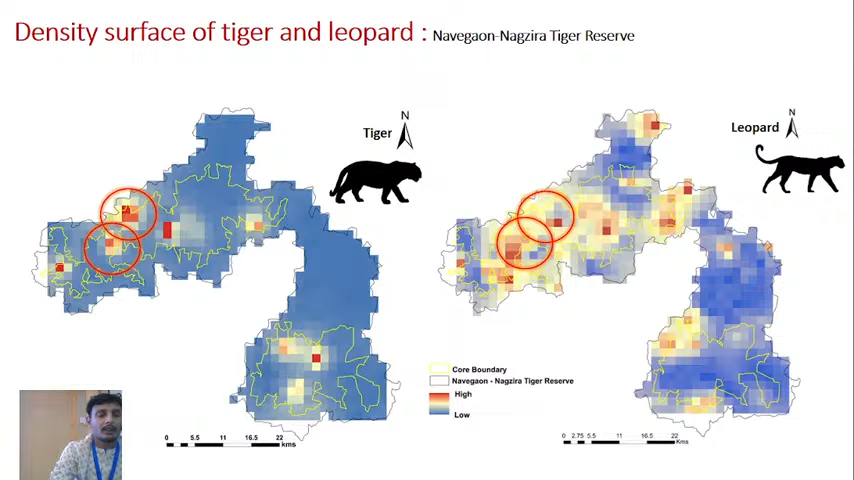 Density surface of tiger and leopard : Navegaon-Nagzira Tiger Reserve
Tiger
N
Leopard
N
Core Boundary
Navegaon - Nagzira Tiger Reserve
High
Low
0 5.5 11 16.5 22
kms
0 2.75 5.5 11 16.5 22
Kms